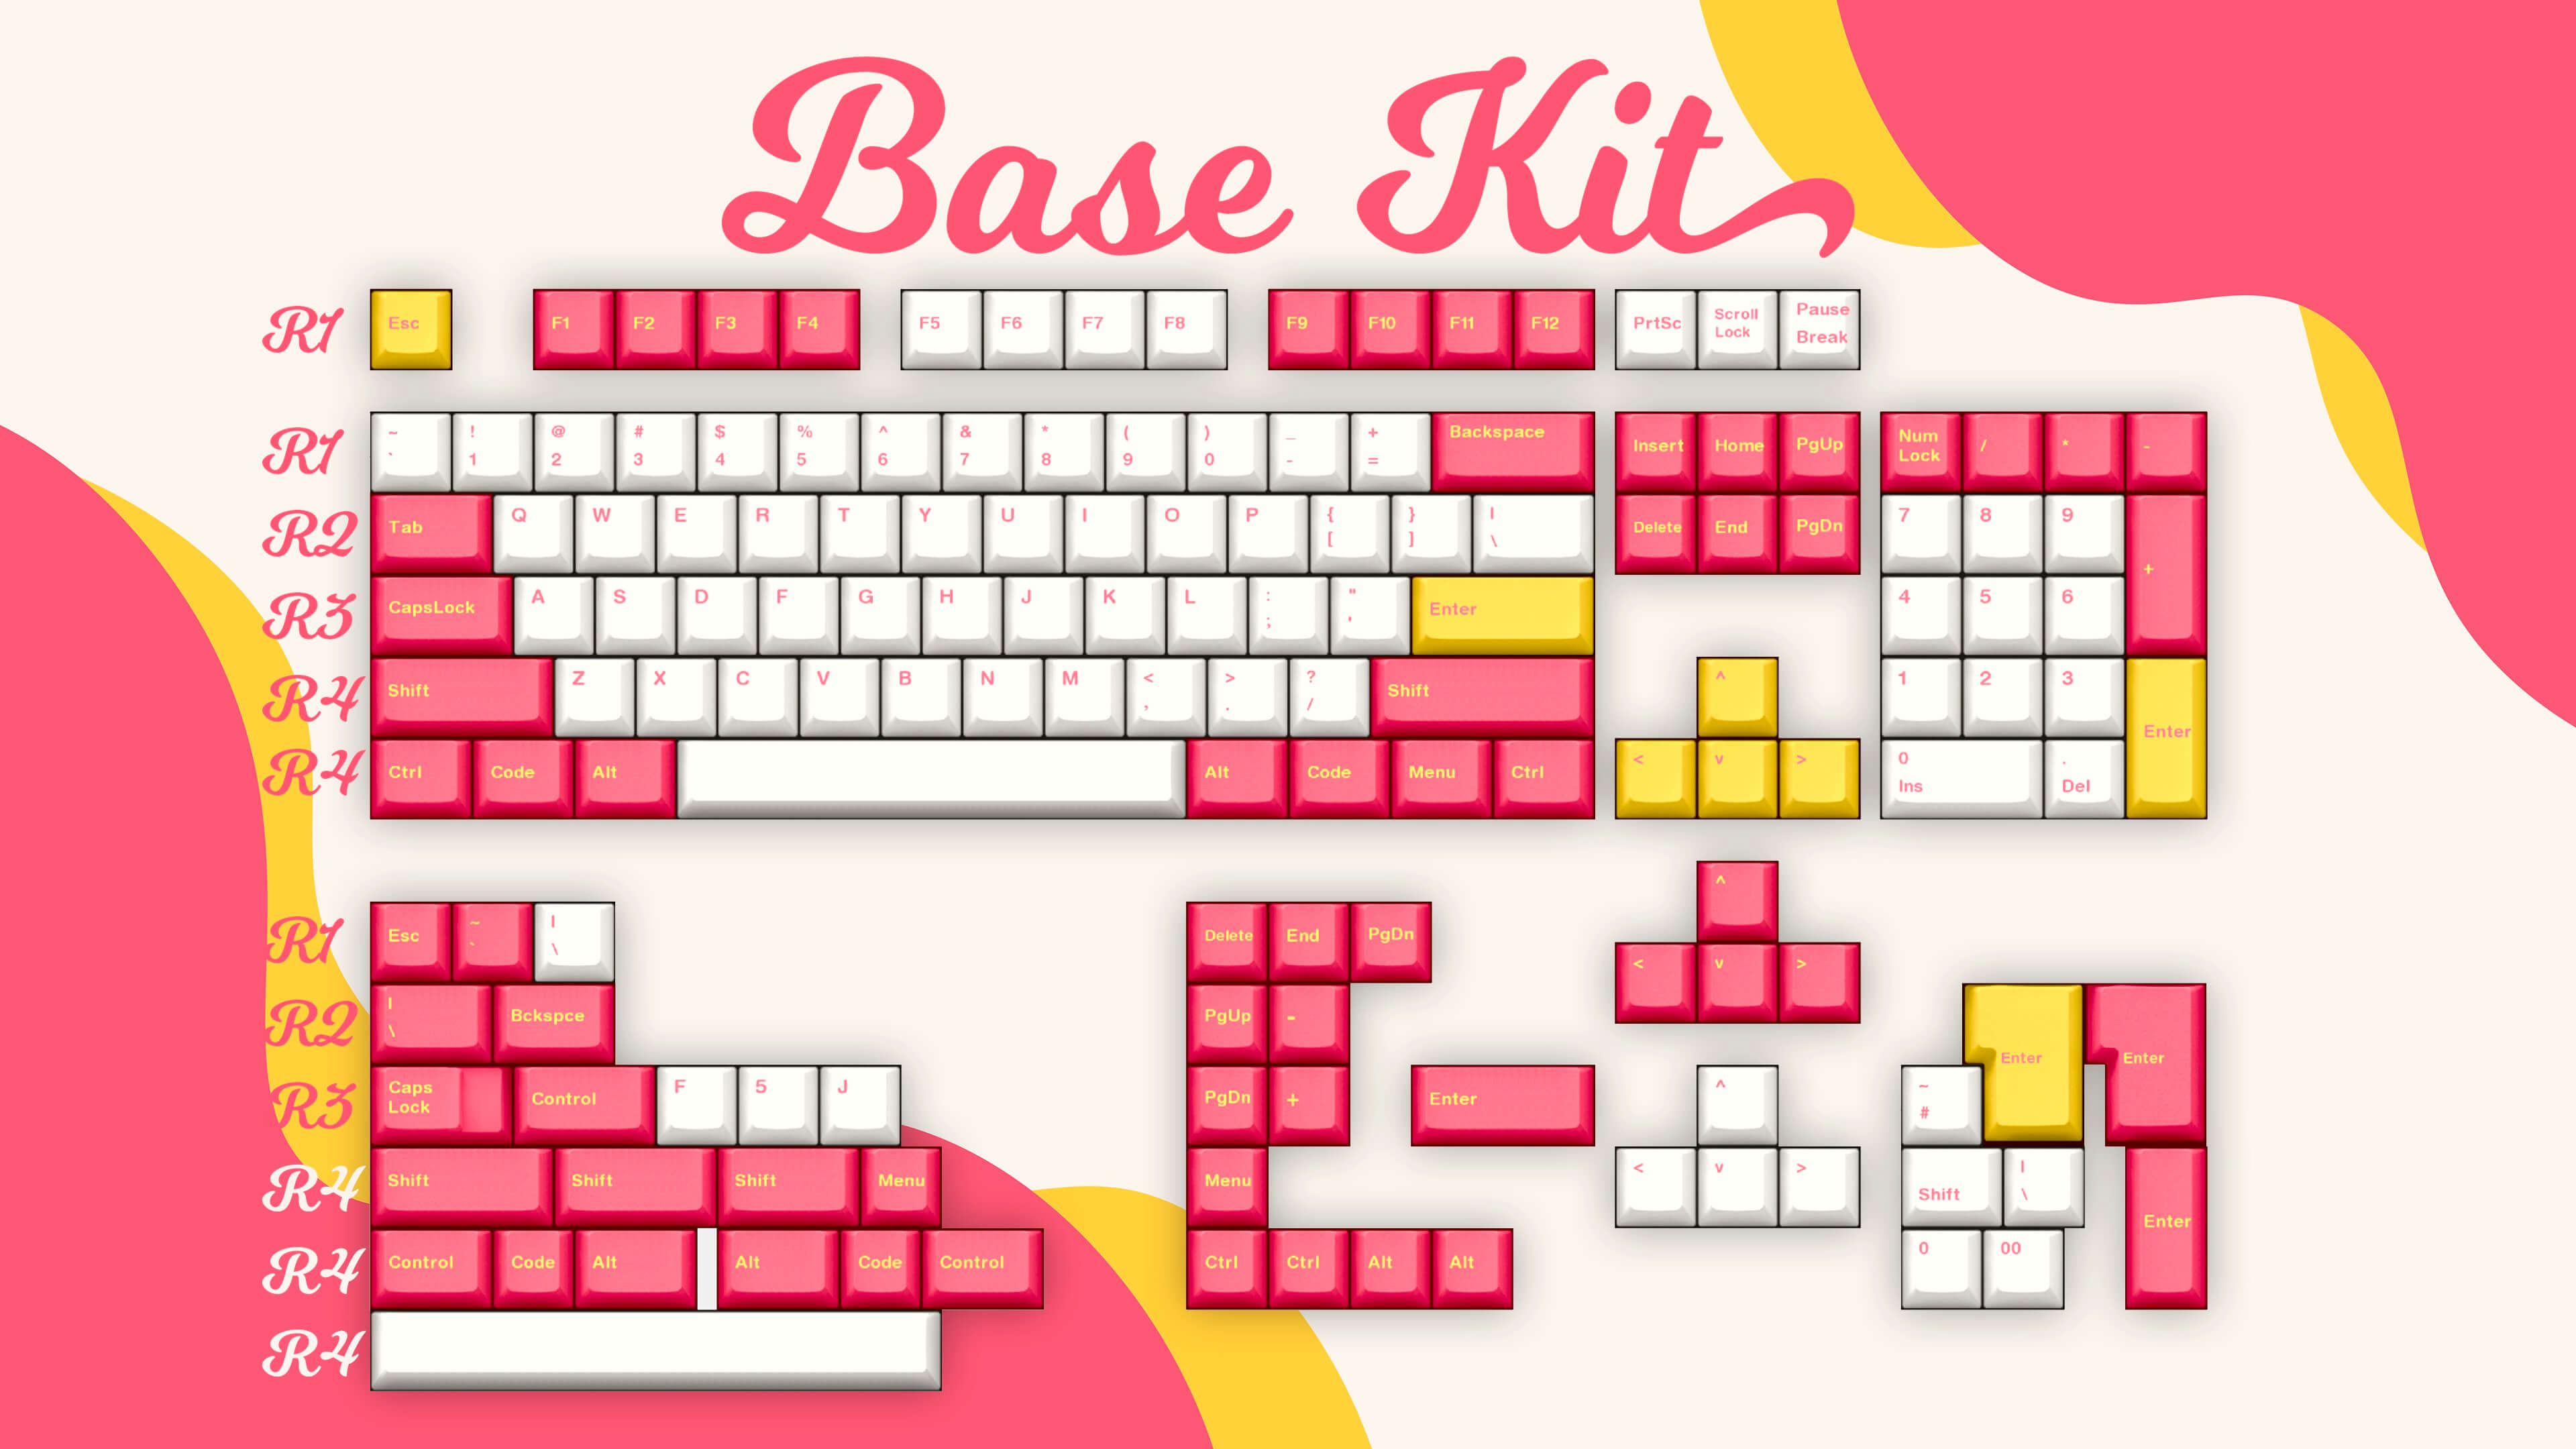 Base Kit
R1 Esc F1 F2 F3 F4 F5 F6 F7 F8 F9 F10 F11 F12 PrtSc Scroll Lock Pause Break
R1 ~ ` ! 1 @ 2 # 3 $ 4 % 5 ^ 6 & 7 * 8 ( 9 ) 0 _ - + = Backspace Insert Home PgUp Num Lock / * -
R2 Tab Q W E R T Y U I O P { [ } ] | \ Delete End PgDn 7 8 9 +
R3 CapsLock A S D F G H J K L : ; " ' Enter 4 5 6
R4 Shift Z X C V B N M < , > . ? / Shift ^ 1 2 3 Enter
R4 Ctrl Code Alt Alt Code Menu Ctrl < v > 0 Ins . Del
^
R1 Esc ~ ` | \ Delete End PgDn < v >
R2 | \ Bckspce PgUp - Enter Enter
R3 Caps Lock Control F 5 J PgDn + Enter ^ ~ #
R4 Shift Shift Shift Menu Menu < v > Shift | \ Enter
R4 Control Code Alt Alt Code Control Ctrl Ctrl Alt Alt 0 00
R4